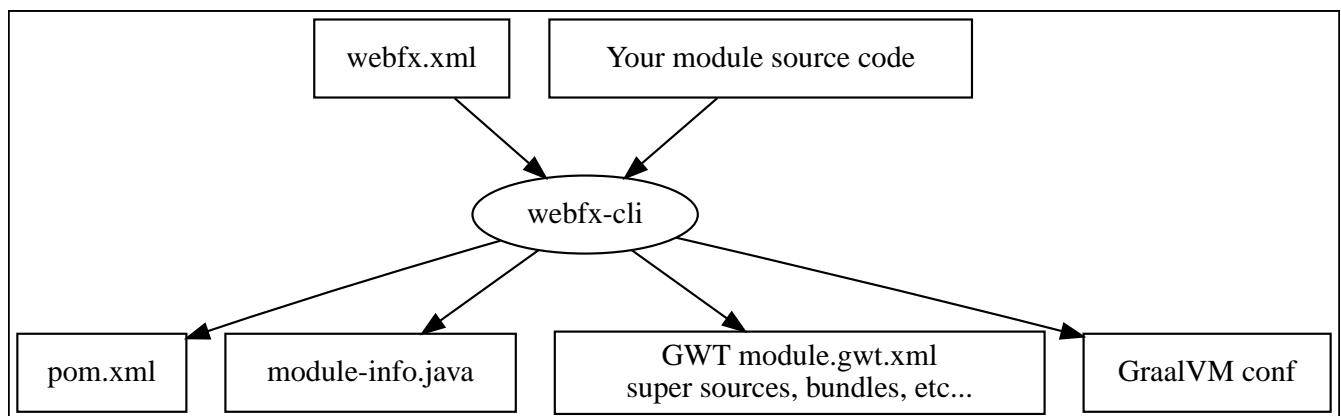 webfx.xml
Your module source code
webfx-cli
pom.xml
module-info.java
GWT module.gwt.xml
super sources, bundles, etc...
GraalVM conf